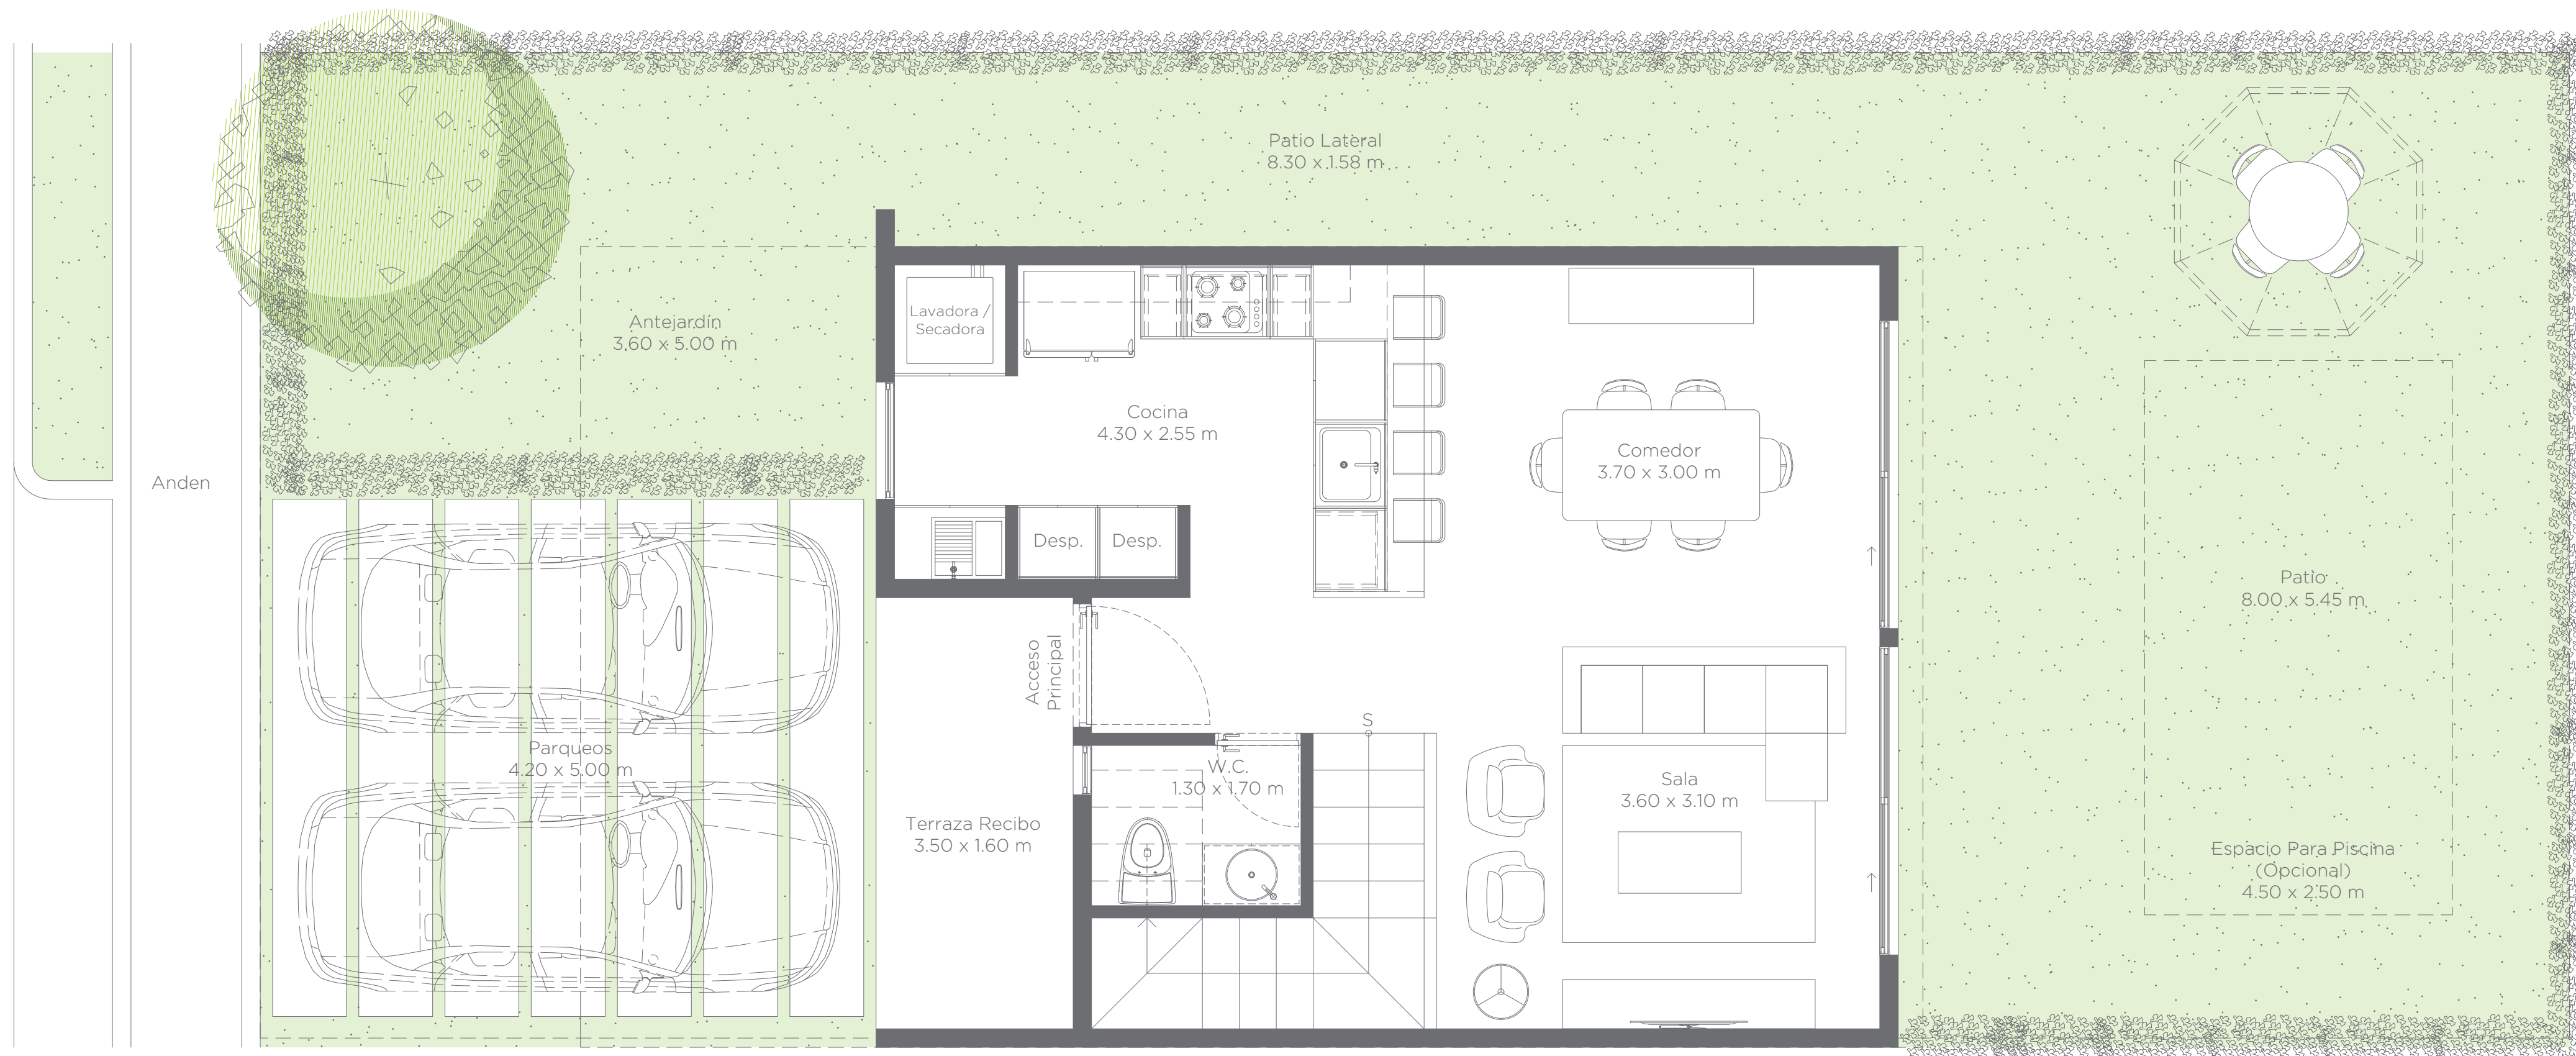 Patio Lateral
8.30 x 1.58 m
Lavadora /
Secadora
Antejardín
3.60 x 5.00 m
Cocina
4.30 x 2.55 m
Comedor
3.70 x 3.00 m
Anden
Desp.
Desp.
Patio
8.00 x 5.45 m
Acceso
Principal
S
Parqueos
4.20 x 5.00 m
W.C.
1.30 x 1.70 m
Sala
3.60 x 3.10 m
Terraza Recibo
3.50 x 1.60 m
Espacio Para Piscina
(Opcional)
4.50 x 2.50 m